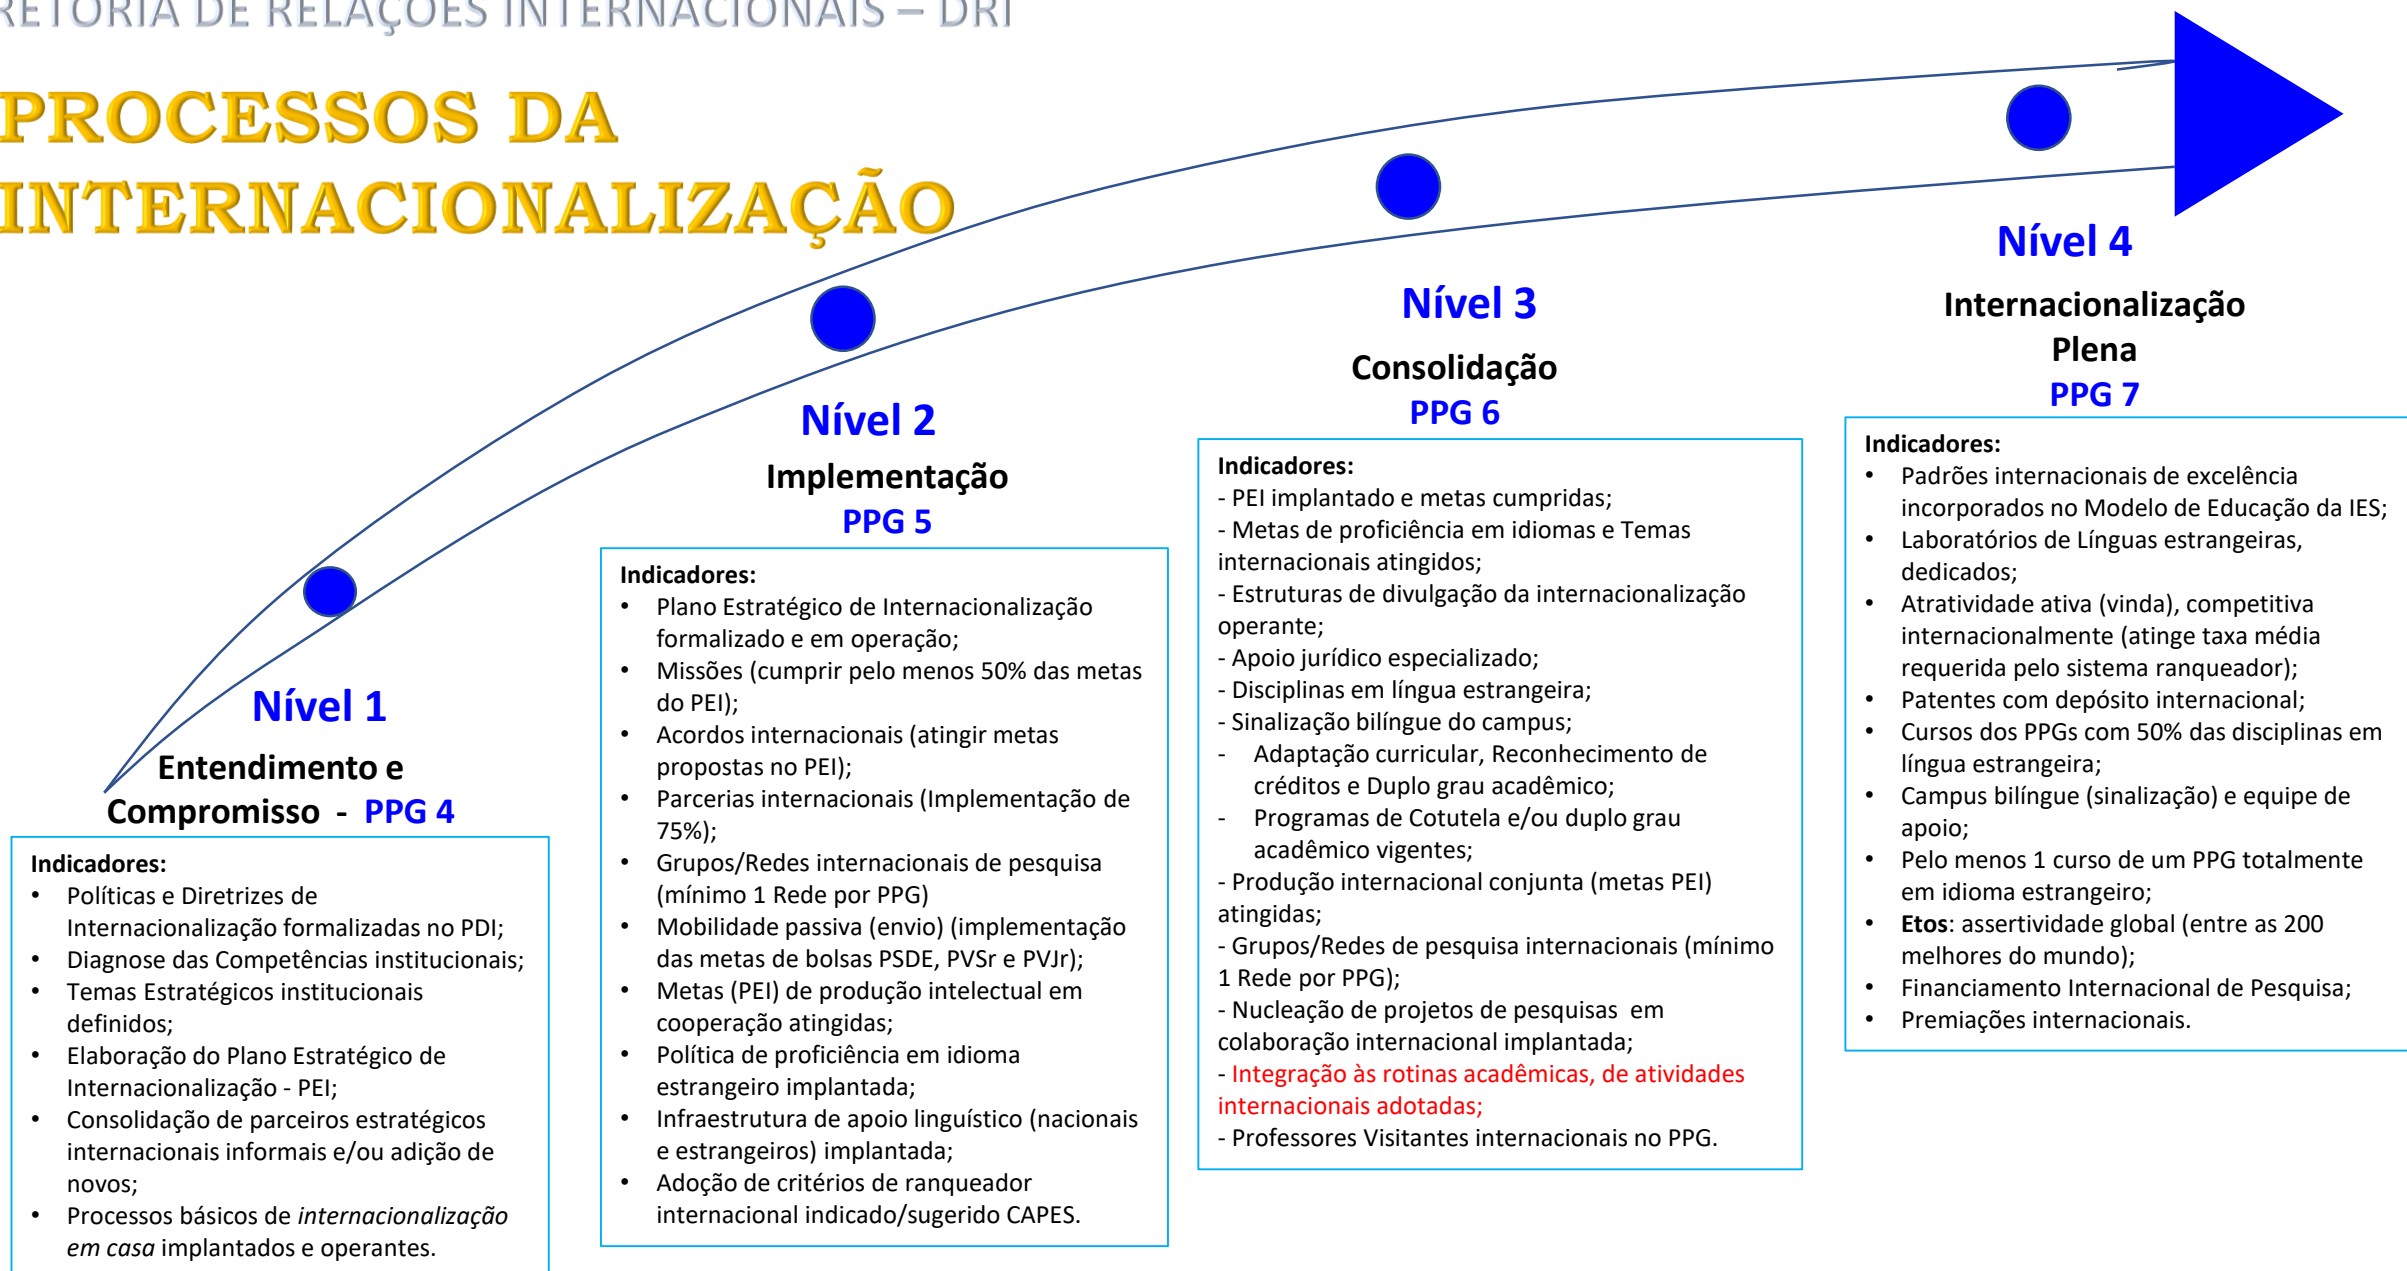 RETORIA DE RELAÇÕES INTERNACIONAIS – DRI
PROCESSOS DA
INTERNACIONALIZAÇÃO
Nível 1
Entendimento e
Compromisso - PPG 4
Indicadores:
• Políticas e Diretrizes de
Internacionalização formalizadas no PDI;
• Diagnose das Competências institucionais;
• Temas Estratégicos institucionais
definidos;
• Elaboração do Plano Estratégico de
Internacionalização - PEI;
• Consolidação de parceiros estratégicos
internacionais informais e/ou adição de
novos;
• Processos básicos de internacionalização
em casa implantados e operantes.
Nível 2
Implementação
PPG 5
Indicadores:
• Plano Estratégico de Internacionalização
formalizado e em operação;
• Missões (cumprir pelo menos 50% das metas
do PEI);
• Acordos internacionais (atingir metas
propostas no PEI);
• Parcerias internacionais (Implementação de
75%);
• Grupos/Redes internacionais de pesquisa
(mínimo 1 Rede por PPG)
• Mobilidade passiva (envio) (implementação
das metas de bolsas PSDE, PVSr e PVJr);
• Metas (PEI) de produção intelectual em
cooperação atingidas;
• Política de proficiência em idioma
estrangeiro implantada;
• Infraestrutura de apoio linguístico (nacionais
e estrangeiros) implantada;
• Adoção de critérios de ranqueador
internacional indicado/sugerido CAPES.
Nível 3
Consolidação
PPG 6
Indicadores:
- PEI implantado e metas cumpridas;
- Metas de proficiência em idiomas e Temas
internacionais atingidos;
- Estruturas de divulgação da internacionalização
operante;
- Apoio jurídico especializado;
- Disciplinas em língua estrangeira;
- Sinalização bilíngue do campus;
- Adaptação curricular, Reconhecimento de
créditos e Duplo grau acadêmico;
- Programas de Cotutela e/ou duplo grau
acadêmico vigentes;
- Produção internacional conjunta (metas PEI)
atingidas;
- Grupos/Redes de pesquisa internacionais (mínimo
1 Rede por PPG);
- Nucleação de projetos de pesquisas em
colaboração internacional implantada;
- Integração às rotinas acadêmicas, de atividades
internacionais adotadas;
- Professores Visitantes internacionais no PPG.
Nível 4
Internacionalização
Plena
PPG 7
Indicadores:
• Padrões internacionais de excelência
incorporados no Modelo de Educação da IES;
• Laboratórios de Línguas estrangeiras,
dedicados;
• Atratividade ativa (vinda), competitiva
internacionalmente (atinge taxa média
requerida pelo sistema ranqueador);
• Patentes com depósito internacional;
• Cursos dos PPGs com 50% das disciplinas em
língua estrangeira;
• Campus bilíngue (sinalização) e equipe de
apoio;
• Pelo menos 1 curso de um PPG totalmente
em idioma estrangeiro;
• Etos: assertividade global (entre as 200
melhores do mundo);
• Financiamento Internacional de Pesquisa;
• Premiações internacionais.